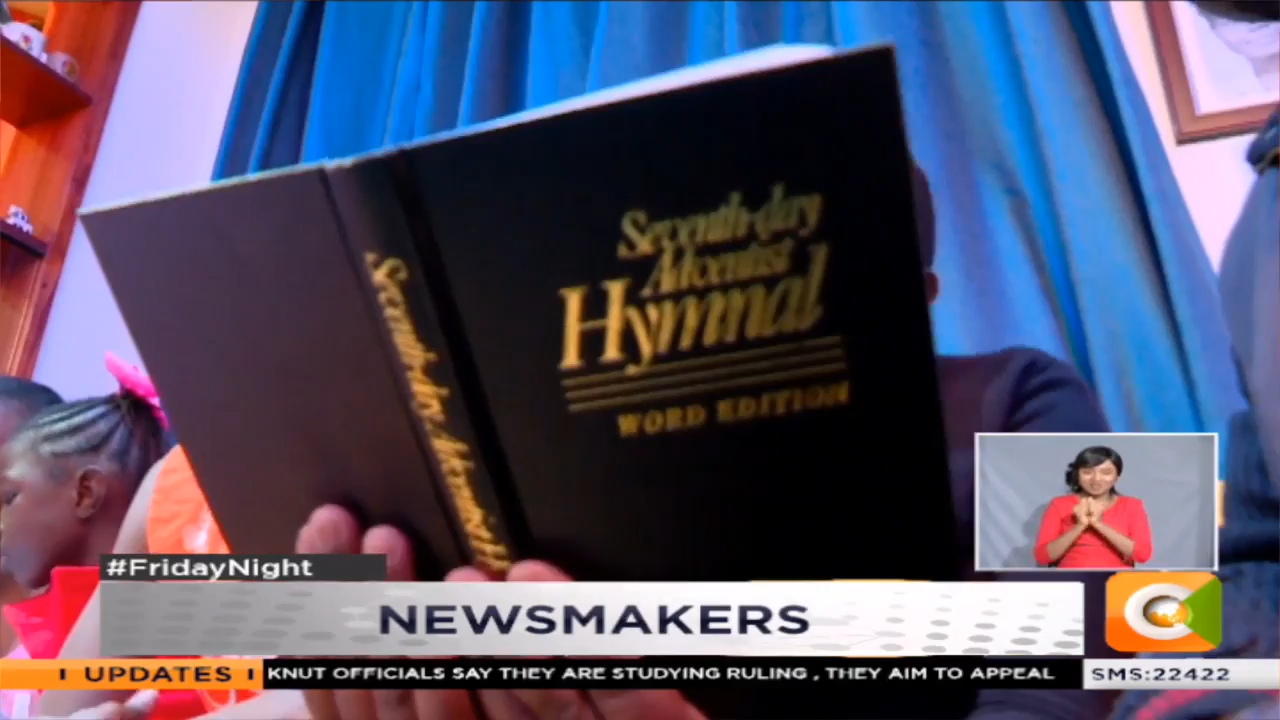 Seventh-day
Adventist
Hymnal
WORD EDITION
Seventh-day Adventist H
#FridayNight
NEWSMAKERS
UPDATES
KNUT OFFICIALS SAY THEY ARE STUDYING RULING , THEY AIM TO APPEAL
SMS:22422